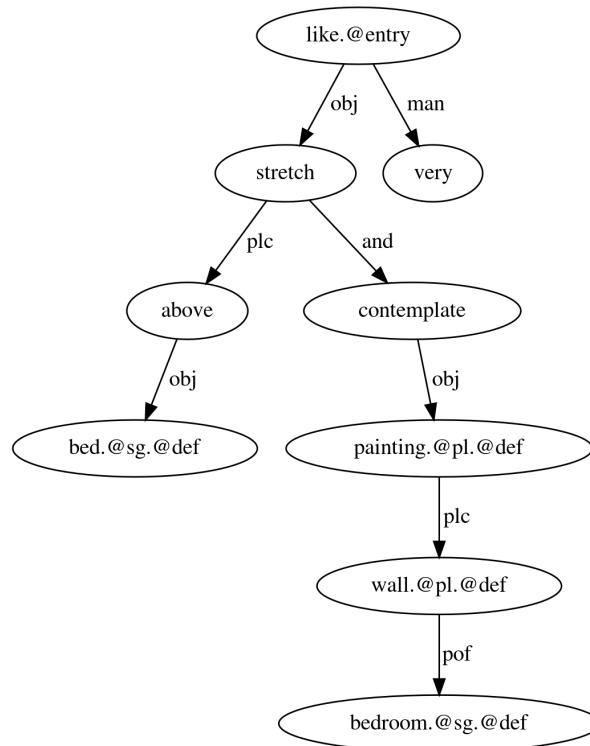 like.@entry
obj
man
stretch
very
plc
and
above
contemplate
obj
obj
bed.@sg.@def
painting.@pl.@def
plc
wall.@pl.@def
pof
bedroom.@sg.@def